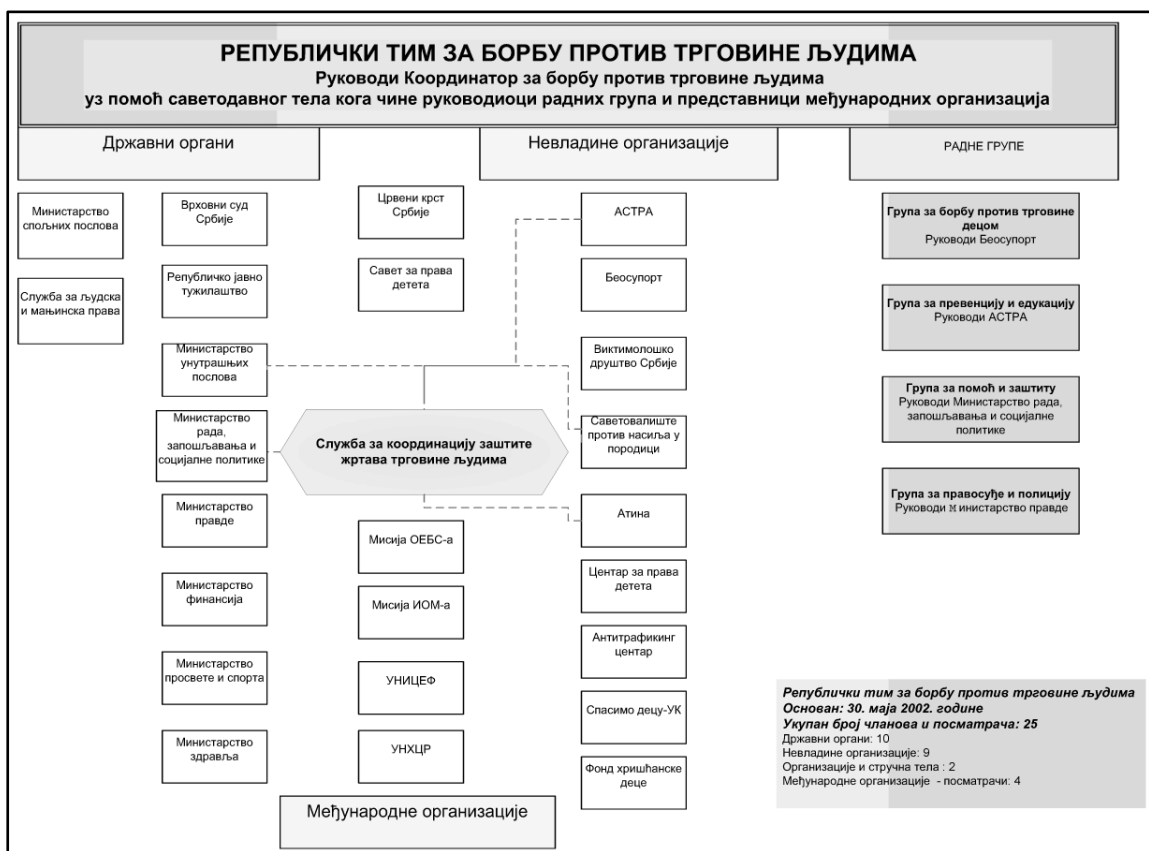 РЕПУБЛИЧКИ ТИМ ЗА БОРБУ ПРОТИВ ТРГОВИНЕ ЉУДИМА
Руководи Координатор за борбу против трговине људима
уз помоћ саветодавног тела кога чине руководиоци радних група и представници међународних организација
Државни органи
Невладине организације
РАДНЕ ГРУПЕ
Министарство
спољних послова
Служба за људска
и мањинска права
Врховни суд
Србије
Републичко јавно
тужилаштво
Министарство
унутрашњих
послова
Министарство
рада,
запошљавања и
социјалне политике
Министарство
правде
Министарство
финансија
Министарство
просвете и спорта
Министарство
здравља
Црвени крст
Србије
Савет за права
детета
Служба за координацију заштите
жртава трговине људима
Мисија ОЕБС-а
Мисија ИОМ-а
УНИЦЕФ
УНХЦР
Међународне организације
АСТРА
Беосупорт
Виктимолошко
друштво Србије
Саветовалиште
против насиља у
породици
Атина
Центар за права
детета
Антитрафикинг
центар
Спасимо децу-УК
Фонд хришћанске
деце
Група за борбу против трговине
децом
Руководи Беосупорт
Група за превенцију и едукацију
Руководи АСТРА
Група за помоћ и заштиту
Руководи Министарство рада,
запошљавања и социјалне
политике
Група за правосуђе и полицију
Руководи министарство правде
Републички тим за борбу против трговине људима
Основан: 30. маја 2002. године
Укупан број чланова и посматрача: 25
Државни органи: 10
Невладине организације: 9
Организације и стручна тела : 2
Међународне организације - посматрачи: 4